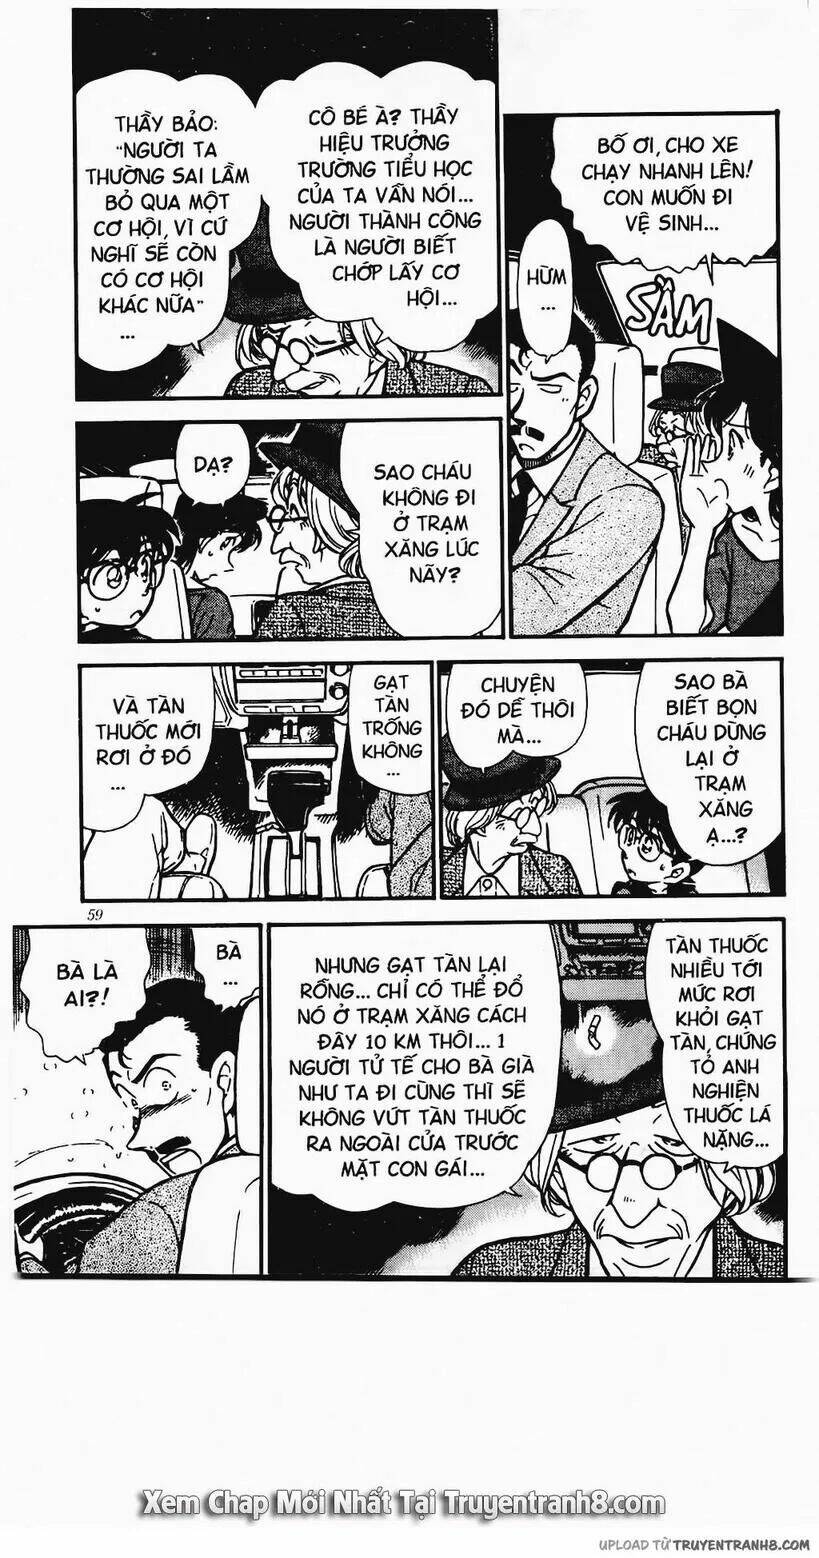 BỐ ƠI, CHO XE
CHẠY NHANH LÊN!
CON MUỐN ĐI
VỆ SINH...
SẦM
HỪM
...
CÔ BÉ À? THẦY
HIỆU TRƯỞNG
TRƯỜNG TIỂU HỌC
CỦA TA VẪN NÓI...
NGƯỜI THÀNH CÔNG
LÀ NGƯỜI BIẾT
CHỚP LẤY CƠ
HỘI...
THẦY BẢO:
"NGƯỜI TA
THƯỜNG SAI LẦM
BỎ QUA MỘT
CƠ HỘI, VÌ CỨ
NGHĨ SẼ CÒN
CÓ CƠ HỘI
KHÁC NỮA"
...
SAO CHÁU
KHÔNG ĐI
Ở TRẠM
XĂNG LÚC
NÃY?
DẠ?
SAO BÀ
BIẾT BỌN
CHÁU DỪNG
LẠI Ở
TRẠM
XĂNG
Ạ...?
CHUYỆN
ĐÓ DỄ THÔI
MÀ...
GẠT
TÀN
TRỐNG
KHÔNG
...
VÀ TÀN
THUỐC MỚI
RƠI Ở ĐÓ
...
59
TÀN THUỐC
NHIỀU TỚI
MỨC RƠI
KHỎI GẠT
TÀN, CHỨNG
TỎ ANH
NGHIỆN
THUỐC LÁ
NẶNG...
NHƯNG GẠT TÀN LẠI
RỖNG... CHỈ CÓ THỂ ĐỔ
NÓ Ở TRẠM XĂNG CÁCH
ĐÂY 10 KM THÔI... 1
NGƯỜI TỬ TẾ CHO BÀ GIÀ
NHƯ TA ĐI CÙNG THÌ SẼ
KHÔNG VỨT TÀN THUỐC
RA NGOÀI CỬA TRƯỚC
MẶT CON GÁI...
BÀ
...
BÀ LÀ
AI?!
Xem Chap Mới Nhất Tại Truyentranh8.com
UPLOAD TỪ TRUYENTRANH8.COM